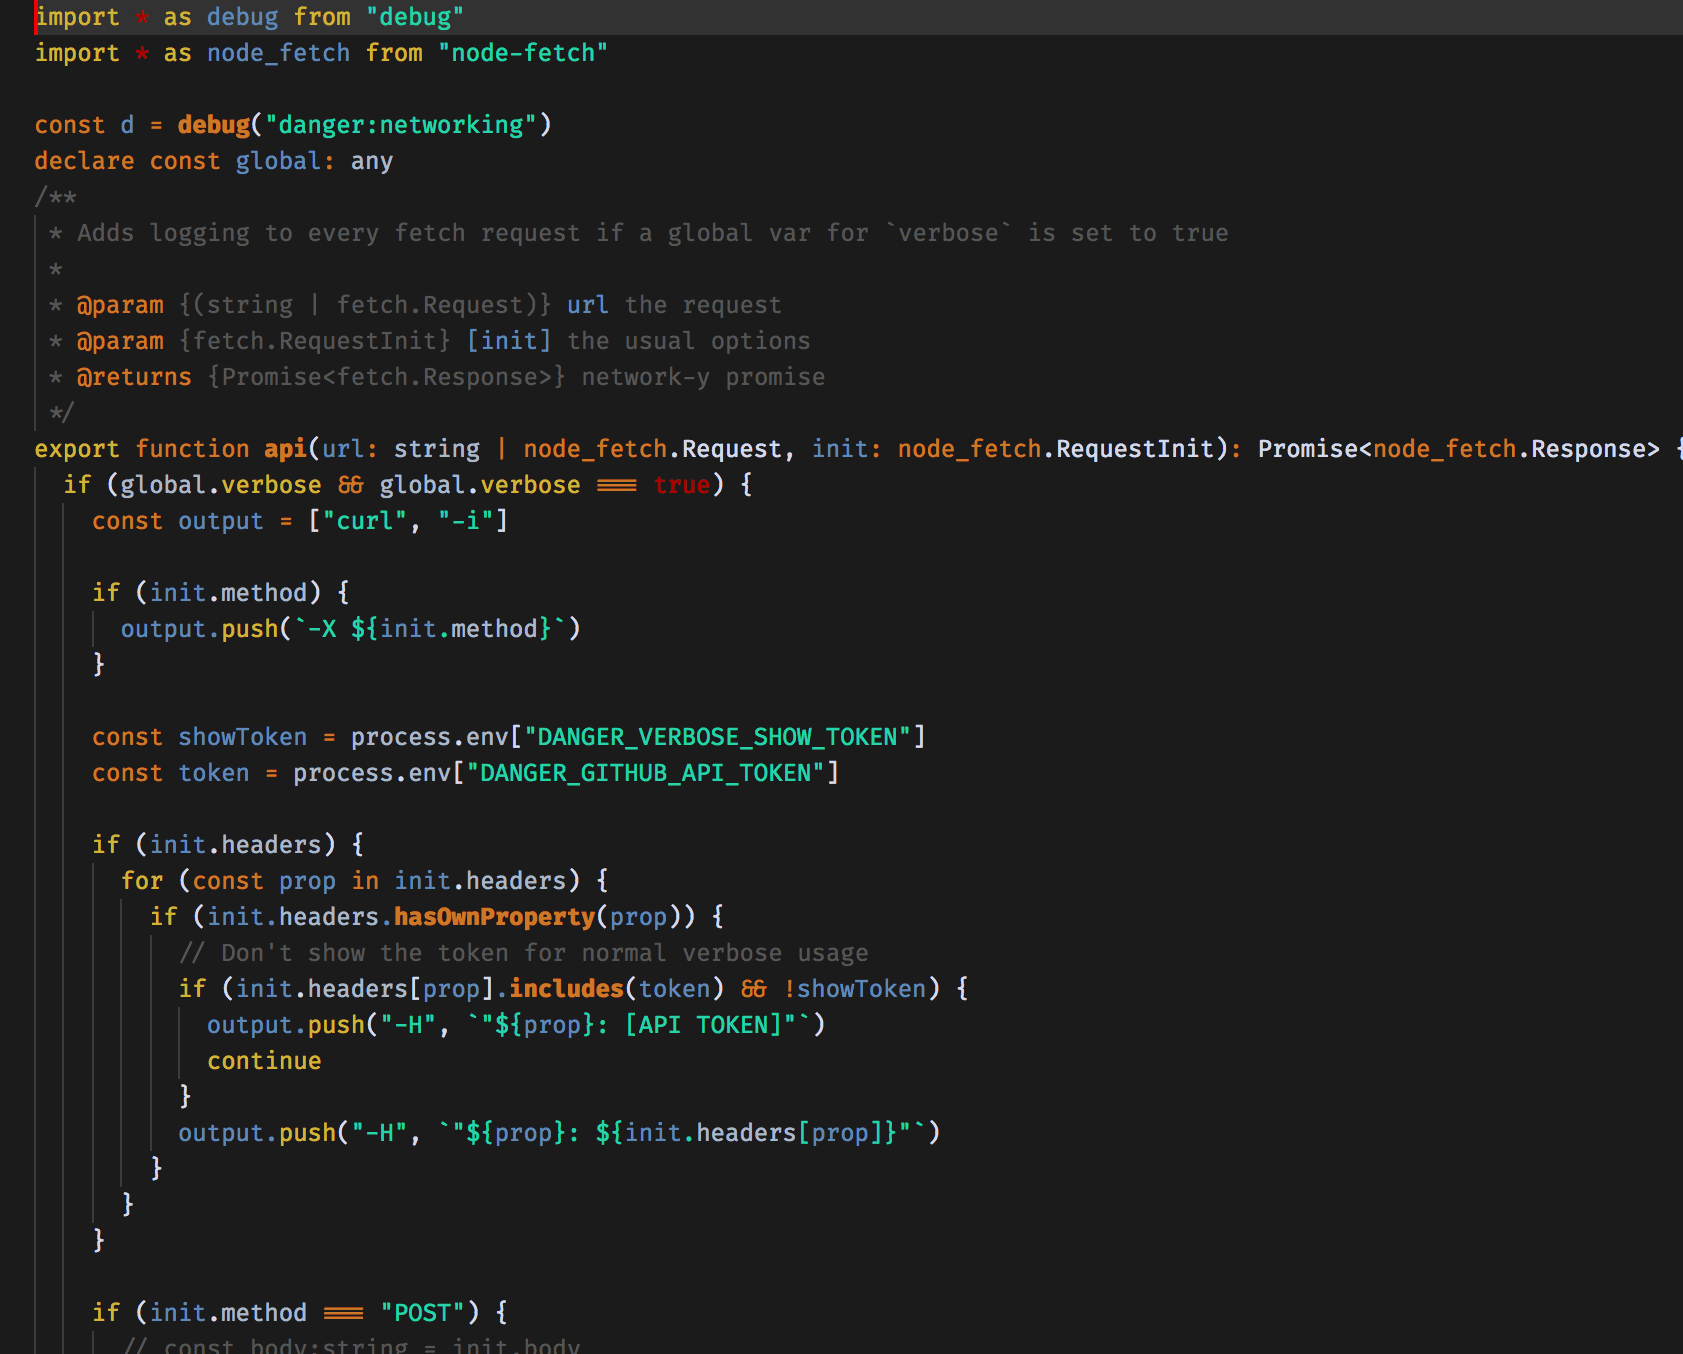 import * as debug from "debug"
import * as node_fetch from "node-fetch"
const d = debug("danger:networking")
declare const global: any
/**
* Adds logging to every fetch request if a global var for `verbose` is set to true
*
* @param {(string | fetch.Request)} url the request
* @param {fetch.RequestInit} [init] the usual options
* @returns {Promise<fetch.Response>} network-y promise
*/
export function api(url: string | node_fetch.Request, init: node_fetch.RequestInit): Promise<node_fetch.Response> {
if (global.verbose && global.verbose === true) {
const output = ["curl", "-i"]
if (init.method) {
output.push(`-X ${init.method}`)
}
const showToken = process.env["DANGER_VERBOSE_SHOW_TOKEN"]
const token = process.env["DANGER_GITHUB_API_TOKEN"]
if (init.headers) {
for (const prop in init.headers) {
if (init.headers.hasOwnProperty(prop)) {
// Don't show the token for normal verbose usage
if (init.headers[prop].includes(token) && !showToken) {
output.push("-H", `"${prop}: [API TOKEN]"`)
continue
}
output.push("-H", `"${prop}: ${init.headers[prop]}"`)
}
}
}
if (init.method === "POST") {
// const body:string = init.body